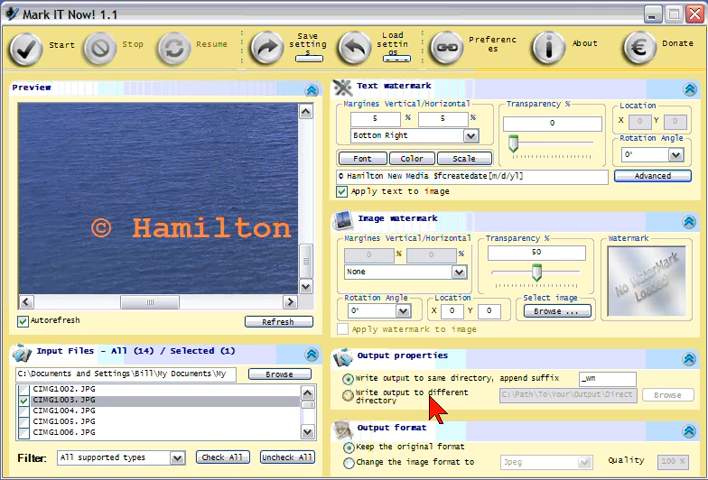 Mark IT Now! 1.1
Start
Stop
Resume
Save
setting
s
Load
settin
gs
Preferenc
es
About
Donate
Preview
© Hamilton
Autorefresh
Refresh
Input Files - All (14) / Selected (1)
C:\Documents and Settings\Bill\My Documents\My
Browse
CIMG1002.JPG
CIMG1003.JPG
CIMG1004.JPG
CIMG1005.JPG
CIMG1006.JPG
Filter:
All supported types
Check All
Uncheck All
Text watermark
Margines Vertical/Horizontal
5 % 5 %
Bottom Right
Transparency %
0
Location
X 0 Y 0
Rotation Angle
0°
Font
Color
Scale
© Hamilton New Media $fcreatedate[m/d/yl]
Advanced
Apply text to image
Image watermark
Margines Vertical/Horizontal
0 % 0 %
None
Transparency %
50
Watermark
No WaterMark
Loaded
Rotation Angle
0°
Location
X 0 Y 0
Select image
Browse ...
Apply watermark to image
Output properties
Write output to same directory, append suffix
_wm
Write output to different
directory
C:\Path\To\Your\Output\Direct
Browse
Output format
Keep the original format
Change the image format to
Jpeg
Quality
100 %